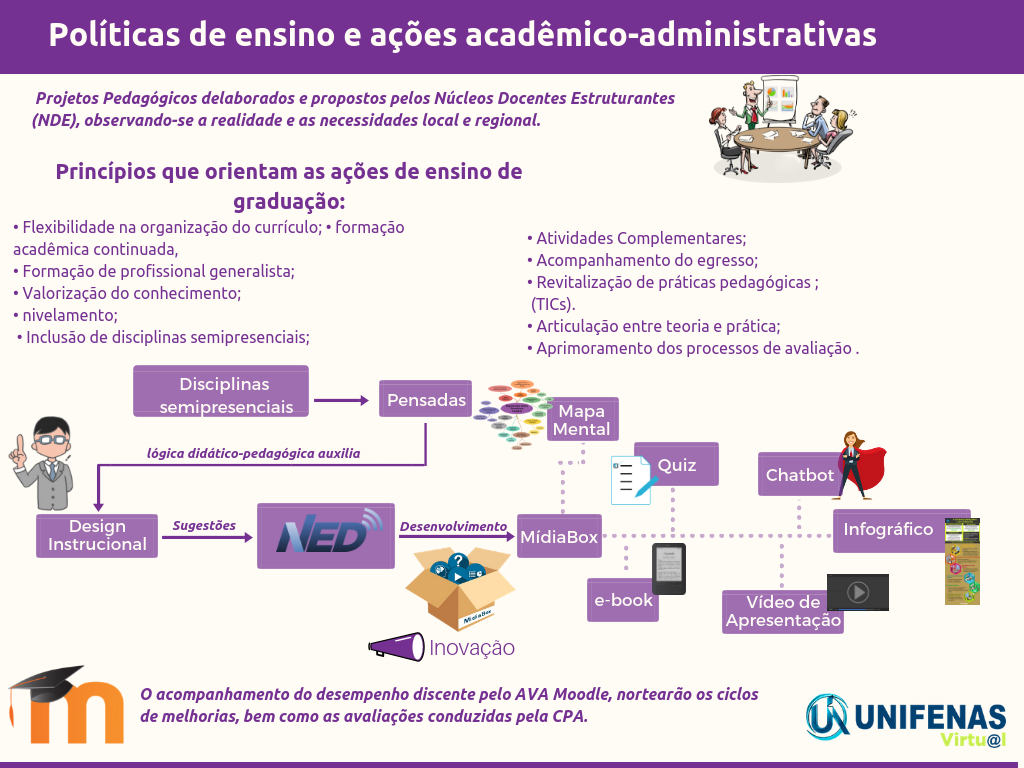 Políticas de ensino e ações acadêmico-administrativas
Projetos Pedagógicos delaborados e propostos pelos Núcleos Docentes Estruturantes
(NDE), observando-se a realidade e as necessidades local e regional.
Princípios que orientam as ações de ensino de
graduação:
• Flexibilidade na organização do currículo; • formação
acadêmica continuada,
• Formação de profissional generalista;
• Valorização do conhecimento;
• nivelamento;
• Inclusão de disciplinas semipresenciais;
• Atividades Complementares;
• Acompanhamento do egresso;
• Revitalização de práticas pedagógicas ;
(TICs).
• Articulação entre teoria e prática;
• Aprimoramento dos processos de avaliação .
Disciplinas
semipresenciais
Pensadas
Mapa
Mental
lógica didático-pedagógica auxilia
Quiz
Chatbot
Design
Instrucional
Sugestões
NED
Desenvolvimento
MídiaBox
Infográfico
e-book
Vídeo de
Apresentação
MidiaBox
Inovação
O acompanhamento do desempenho discente pelo AVA Moodle, nortearão os ciclos
de melhorias, bem como as avaliações conduzidas pela CPA.
UNIFENAS
Virtu@l